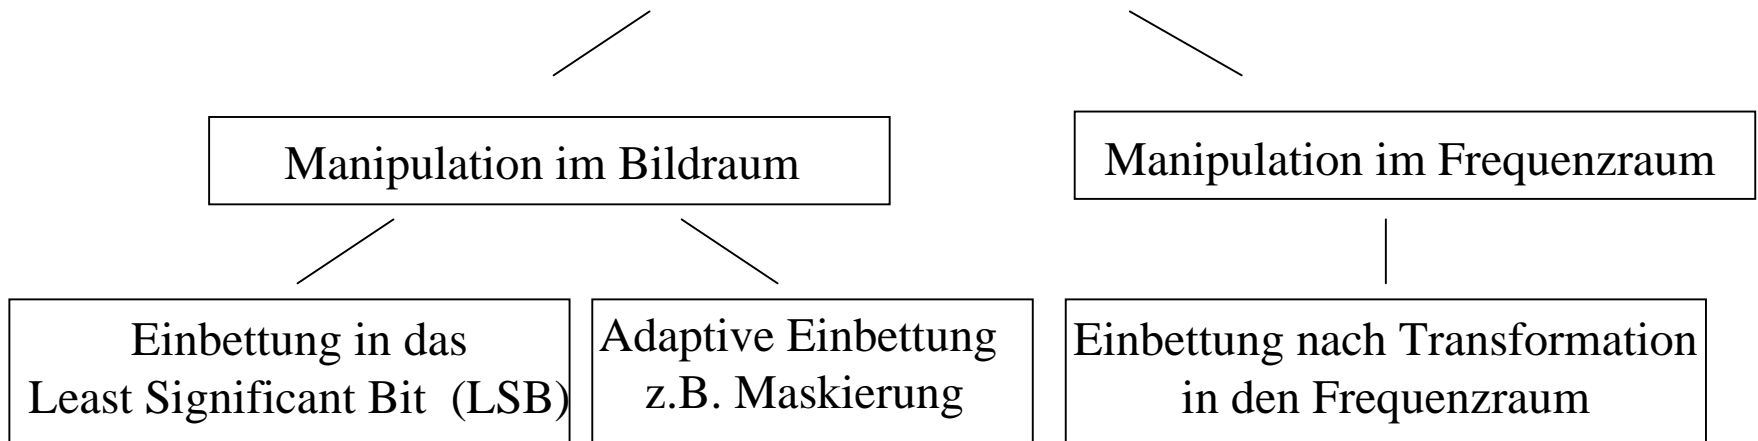 Manipulation im Bildraum
Manipulation im Frequenzraum
Einbettung in das
Least Significant Bit (LSB)
Adaptive Einbettung
z.B. Maskierung
Einbettung nach Transformation
in den Frequenzraum